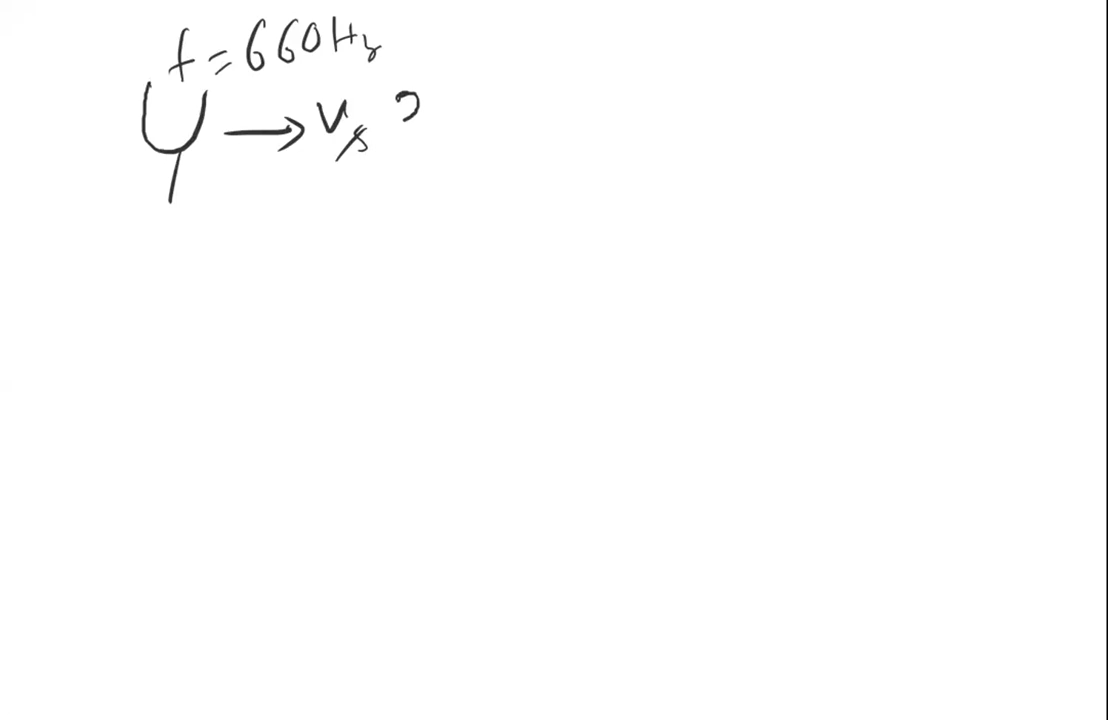 f = 660 Hz
→ Vs ?